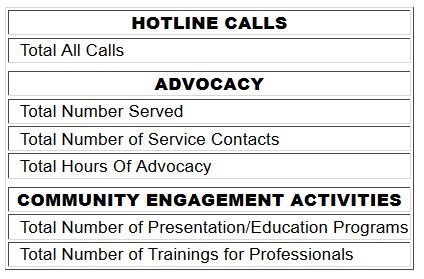 HOTLINE CALLS
Total All Calls
ADVOCACY
Total Number Served
Total Number of Service Contacts
Total Hours Of Advocacy
COMMUNITY ENGAGEMENT ACTIVITIES
Total Number of Presentation/Education Programs
Total Number of Trainings for Professionals